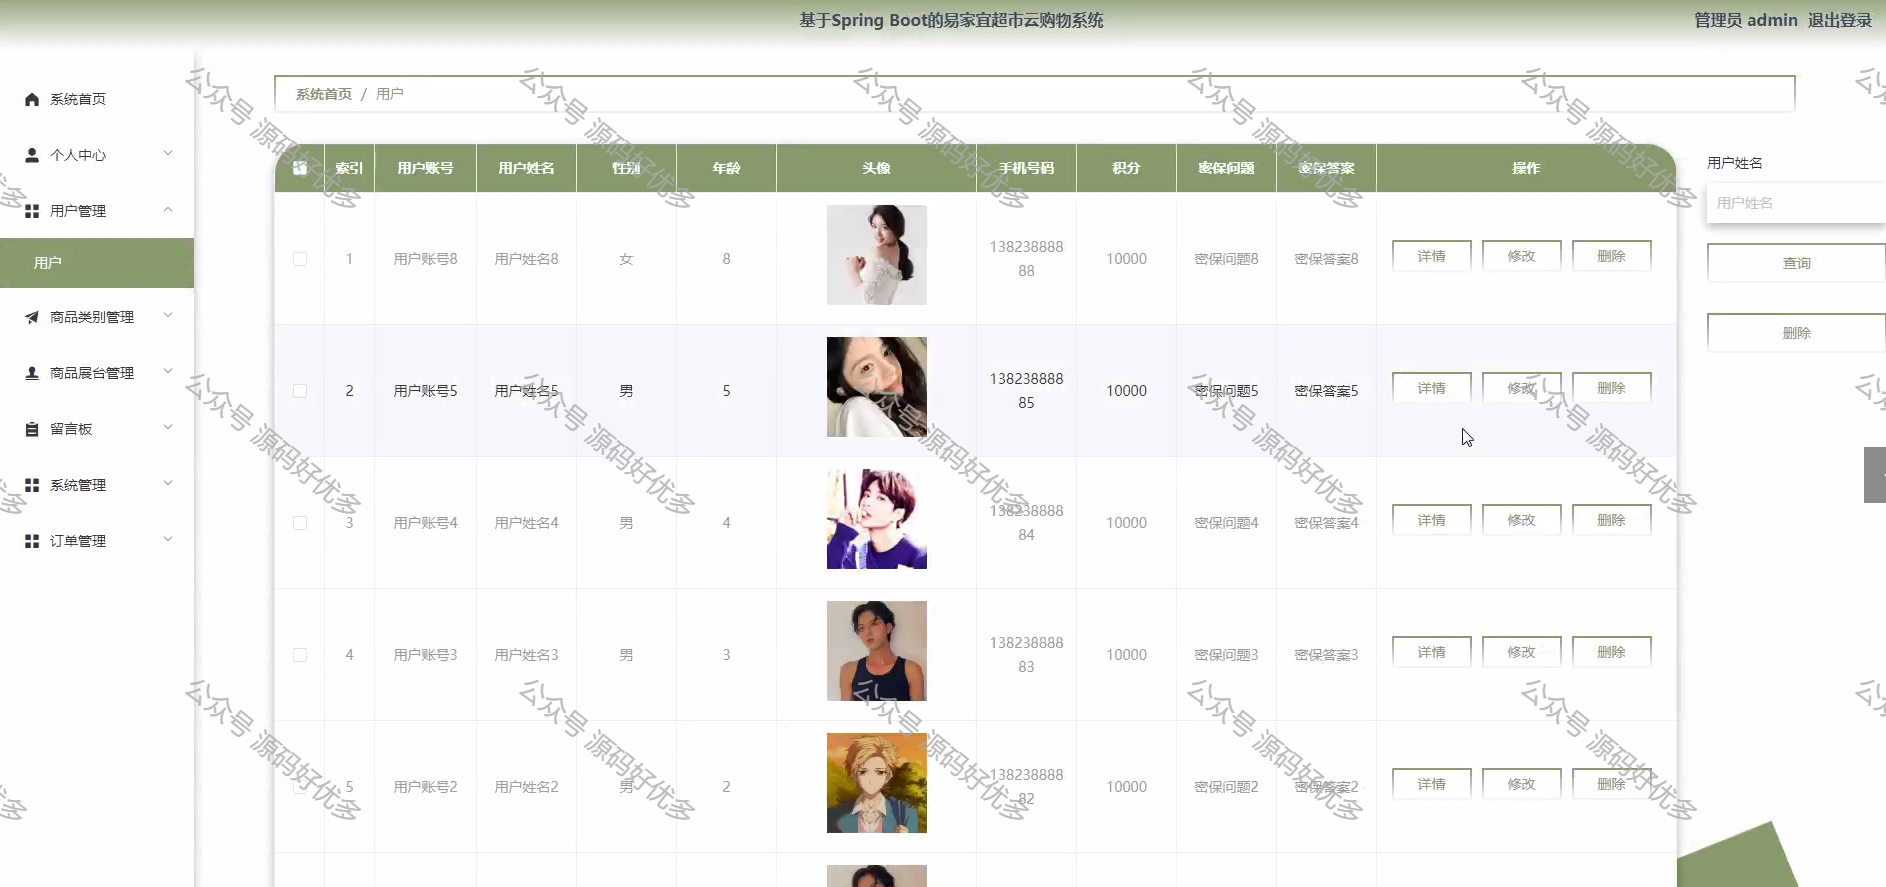 基于Spring Boot的易家宜超市云购物系统
管理员 admin 退出登录
系统首页
个人中心
用户管理
用户
商品类别管理
商品展台管理
留言板
系统管理
订单管理
系统首页 / 用户
索引 用户账号 用户姓名 性别 年龄 头像 手机号码 积分 密保问题 密保答案 操作
1 用户账号8 用户姓名8 女 8 13823888888 10000 密保问题8 密保答案8 详情 修改 删除
2 用户账号5 用户姓名5 男 5 13823888885 10000 密保问题5 密保答案5 详情 修改 删除
3 用户账号4 用户姓名4 男 4 13823888884 10000 密保问题4 密保答案4 详情 修改 删除
4 用户账号3 用户姓名3 男 3 13823888883 10000 密保问题3 密保答案3 详情 修改 删除
5 用户账号2 用户姓名2 男 2 13823888882 10000 密保问题2 密保答案2 详情 修改 删除
用户姓名
用户姓名
查询
删除
公众号 源码好优多